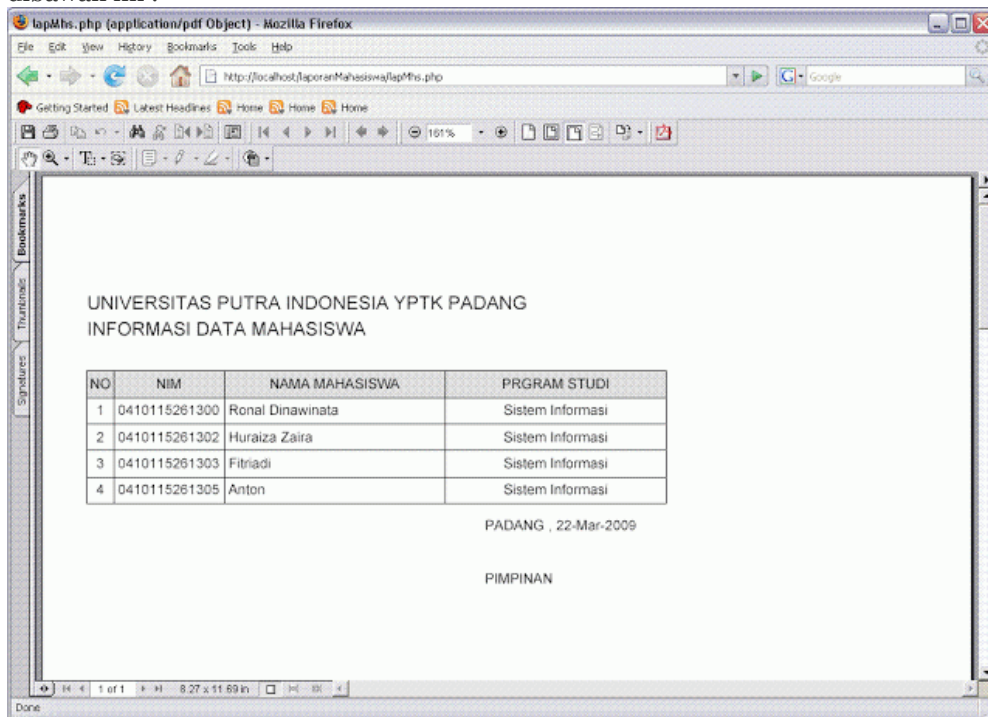 lapMhs.php (application/pdf Object) - Mozilla Firefox
File Edit View History Bookmarks Tools Help
http://localhost/laporanMahasiswa/lapMhs.php
Google
Getting Started Latest Headlines Home Home Home
161%
Bookmarks
Thumbnails
Signatures
UNIVERSITAS PUTRA INDONESIA YPTK PADANG
INFORMASI DATA MAHASISWA
NO NIM NAMA MAHASISWA PRGRAM STUDI
1 0410115261300 Ronal Dinawinata Sistem Informasi
2 0410115261302 Huraiza Zaira Sistem Informasi
3 0410115261303 Fitriadi Sistem Informasi
4 0410115261305 Anton Sistem Informasi
PADANG , 22-Mar-2009
PIMPINAN
1 of 1 8.27 x 11.69 in
Done